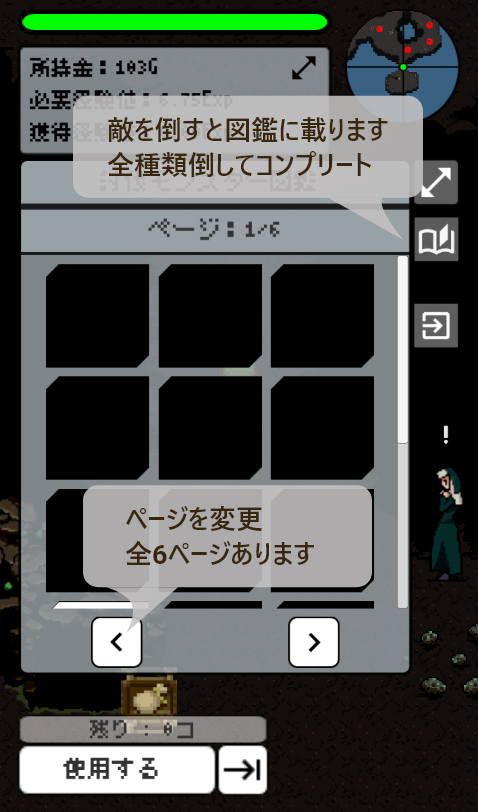 所持金：103G
必要経験値：6.75Exp
獲得
敵を倒すと図鑑に載ります
全種類倒してコンプリート
モンスター図鑑
ページ：1/6
!
ページを変更
全6ページあります
残り：0コ
使用する